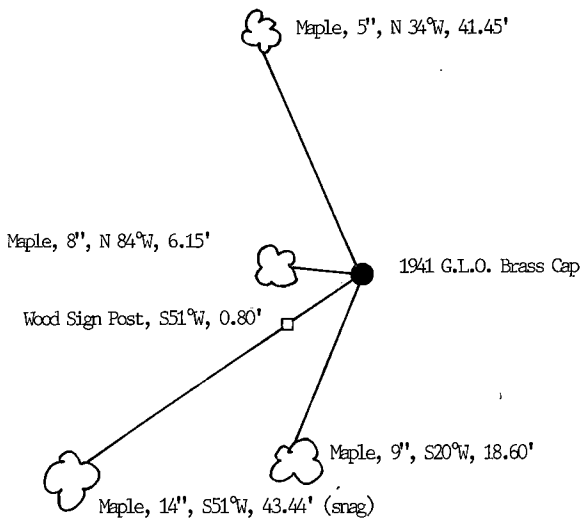 Maple, 5", N 34°W, 41.45'
Maple, 8", N 84°W, 6.15'
1941 G.L.O. Brass Cap
Wood Sign Post, S51°W, 0.80'
Maple, 9", S20°W, 18.60'
Maple, 14", S51°W, 43.44' (snag)